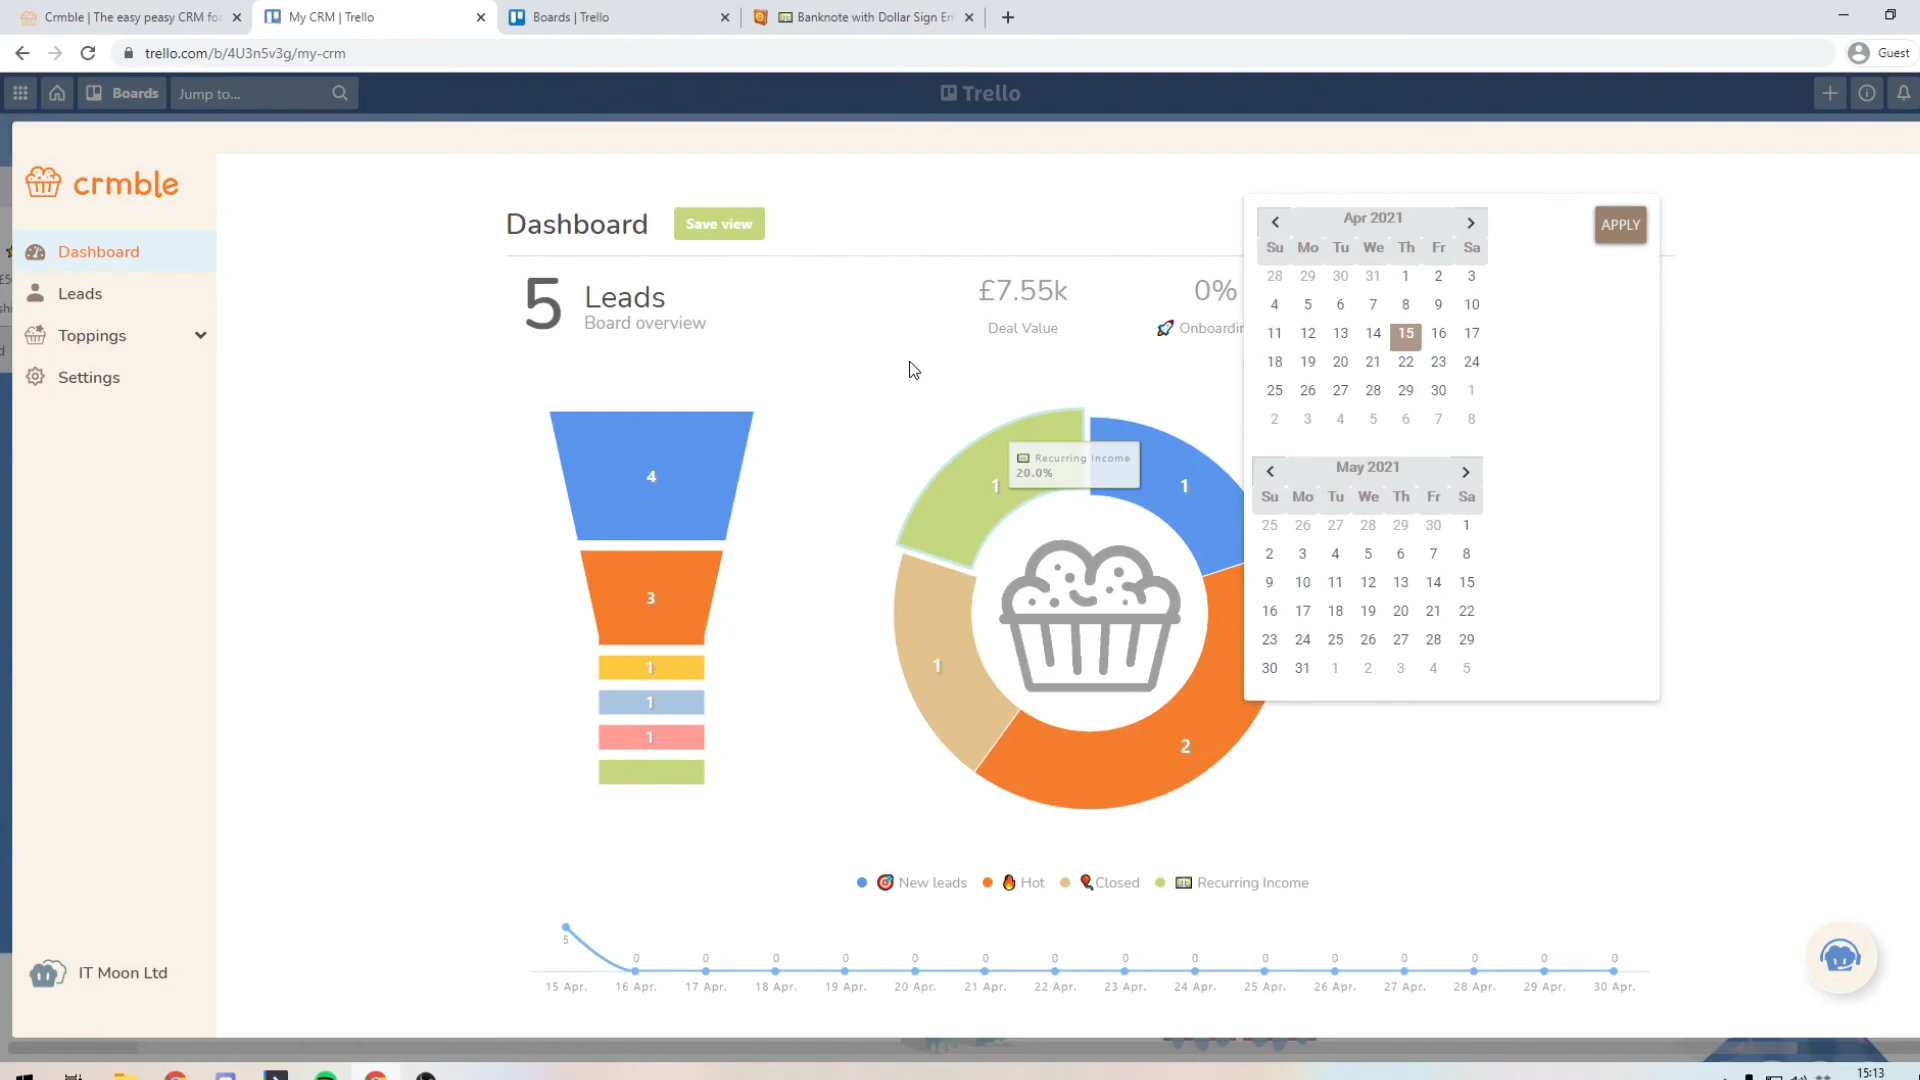 Crmble | The easy peasy CRM fo
My CRM | Trello
Boards | Trello
Banknote with Dollar Sign Em
trello.com/b/4U3n5v3g/my-crm
Guest
Boards
Jump to...
Trello
crmble
Dashboard
Leads
Toppings
Settings
IT Moon Ltd
Dashboard
Save view
5
Leads
Board overview
£7.55k
Deal Value
0%
Onboardin
APPLY
Apr 2021
Su Mo Tu We Th Fr Sa
28 29 30 31 1 2 3
4 5 6 7 8 9 10
11 12 13 14 15 16 17
18 19 20 21 22 23 24
25 26 27 28 29 30 1
2 3 4 5 6 7 8
May 2021
Su Mo Tu We Th Fr Sa
25 26 27 28 29 30 1
2 3 4 5 6 7 8
9 10 11 12 13 14 15
16 17 18 19 20 21 22
23 24 25 26 27 28 29
30 31 1 2 3 4 5
4
3
1
1
1
Recurring Income
20.0%
1
1
1
2
New leads
Hot
Closed
Recurring Income
5 0 0 0 0 0 0 0 0 0 0 0 0 0 0 0
15 Apr. 16 Apr. 17 Apr. 18 Apr. 19 Apr. 20 Apr. 21 Apr. 22 Apr. 23 Apr. 24 Apr. 25 Apr. 26 Apr. 27 Apr. 28 Apr. 29 Apr. 30 Apr.
15:13